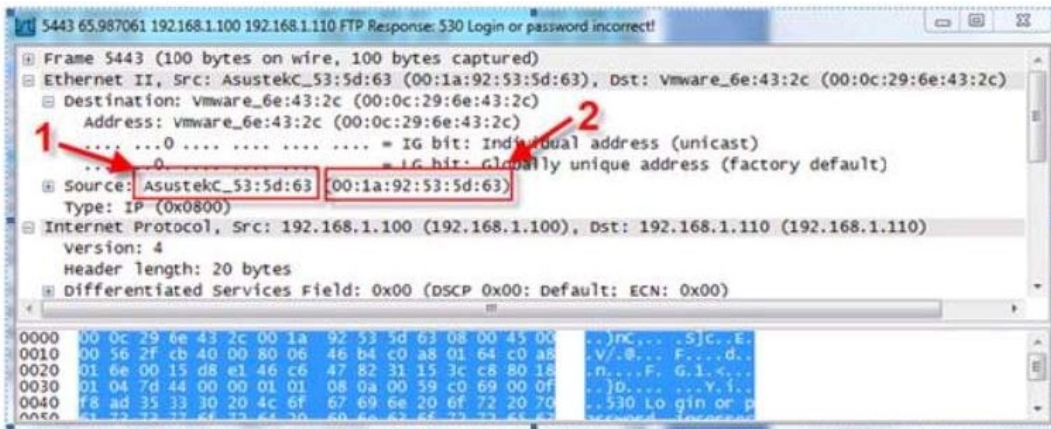 5443 65.987061 192.168.1.100 192.168.1.110 FTP Response: 530 Login or password incorrect!
Frame 5443 (100 bytes on wire, 100 bytes captured)
Ethernet II, Src: AsustekC_53:5d:63 (00:1a:92:53:5d:63), Dst: Vmware_6e:43:2c (00:0c:29:6e:43:2c)
Destination: Vmware_6e:43:2c (00:0c:29:6e:43:2c)
Address: Vmware_6e:43:2c (00:0c:29:6e:43:2c)
1
2
.... ...0 .... .... .... .... = IG bit: Individual address (unicast)
.... ..0. .... .... .... .... = LG bit: Globally unique address (factory default)
Source: AsustekC_53:5d:63 (00:1a:92:53:5d:63)
Type: IP (0x0800)
Internet Protocol, Src: 192.168.1.100 (192.168.1.100), Dst: 192.168.1.110 (192.168.1.110)
Version: 4
Header length: 20 bytes
Differentiated Services Field: 0x00 (DSCP 0x00: Default; ECN: 0x00)
0000 00 0c 29 6e 43 2c 00 1a 92 53 5d 63 08 00 45 00 ..)nC,.. .S]c..E.
0010 00 56 2f cb 40 00 80 06 46 b4 c0 a8 01 64 c0 a8 .V/.@... F....d..
0020 01 6e 00 15 d8 e1 46 c6 47 82 31 15 3c c8 80 18 .n....F. G.1.<...
0030 01 04 7d 44 00 00 01 01 08 0a 00 59 c0 69 00 0f ..}D.... ...Y.i..
0040 f8 ad 35 33 30 20 4c 6f 67 69 6e 20 6f 72 20 70 ..530 Lo gin or p
0050